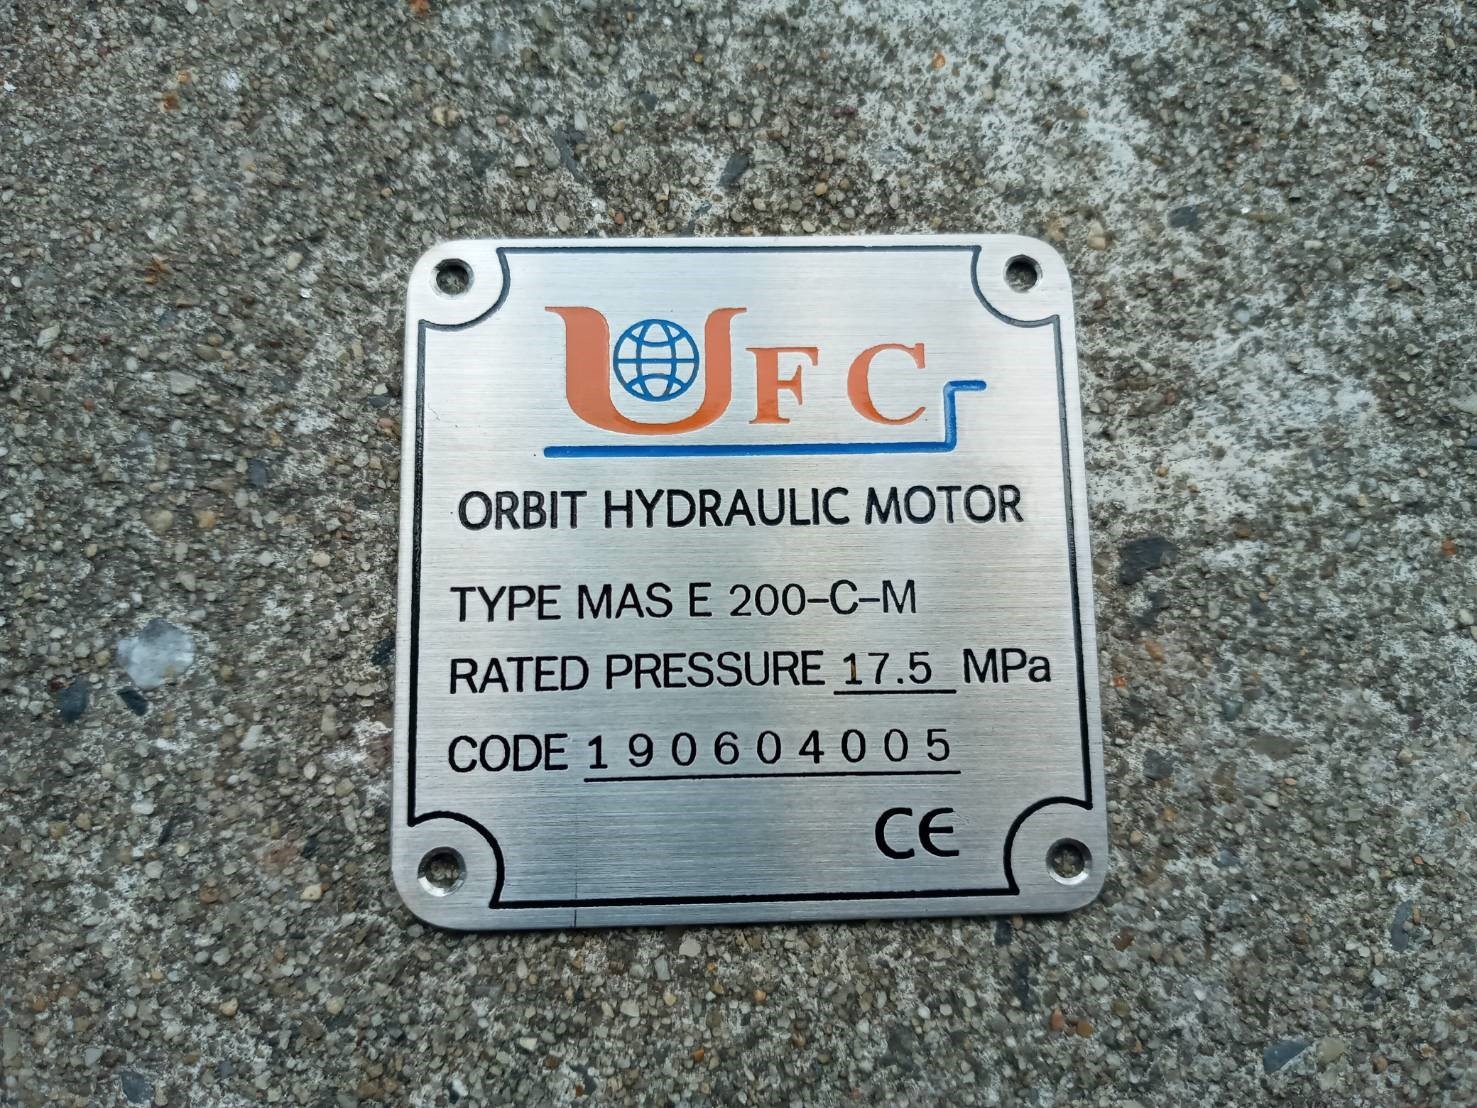 UFC
ORBIT HYDRAULIC MOTOR
TYPE MAS E 200-C-M
RATED PRESSURE 17.5 MPa
CODE 190604005
CE